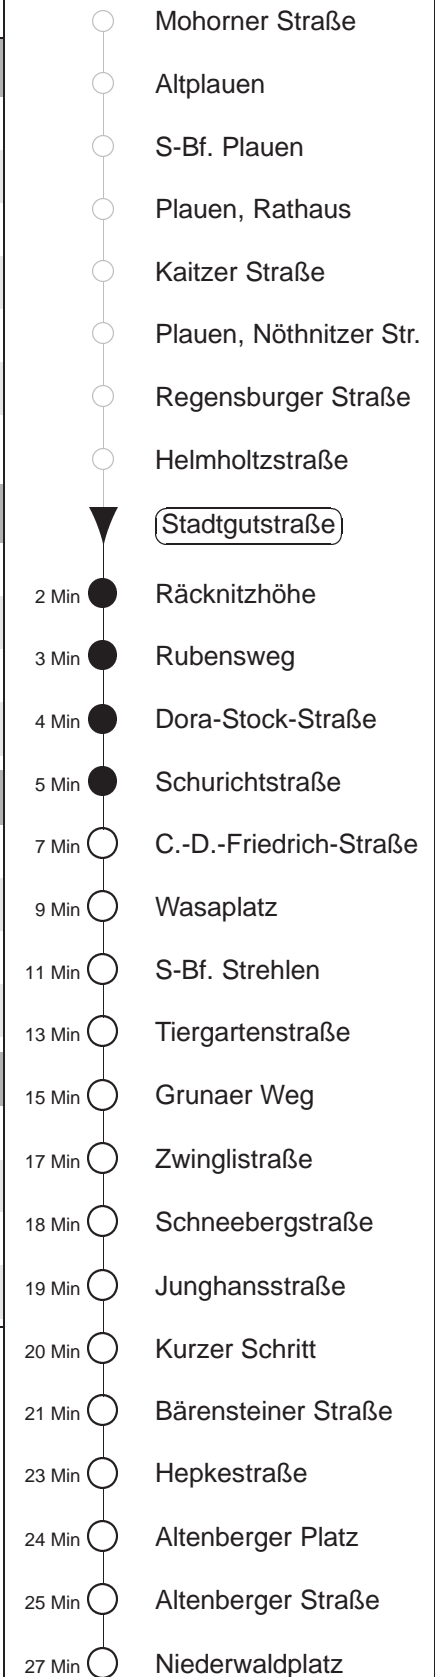 Mohorner Straße
Altplauen
S-Bf. Plauen
Plauen, Rathaus
Kaitzer Straße
Plauen, Nöthnitzer Str.
Regensburger Straße
Helmholtzstraße
Stadtgutstraße
2 Min Räcknitzhöhe
3 Min Rubensweg
4 Min Dora-Stock-Straße
5 Min Schurichtstraße
7 Min C.-D.-Friedrich-Straße
9 Min Wasaplatz
11 Min S-Bf. Strehlen
13 Min Tiergartenstraße
15 Min Grunaer Weg
17 Min Zwinglistraße
18 Min Schneebergstraße
19 Min Junghansstraße
20 Min Kurzer Schritt
21 Min Bärensteiner Straße
23 Min Hepkestraße
24 Min Altenberger Platz
25 Min Altenberger Straße
27 Min Niederwaldplatz